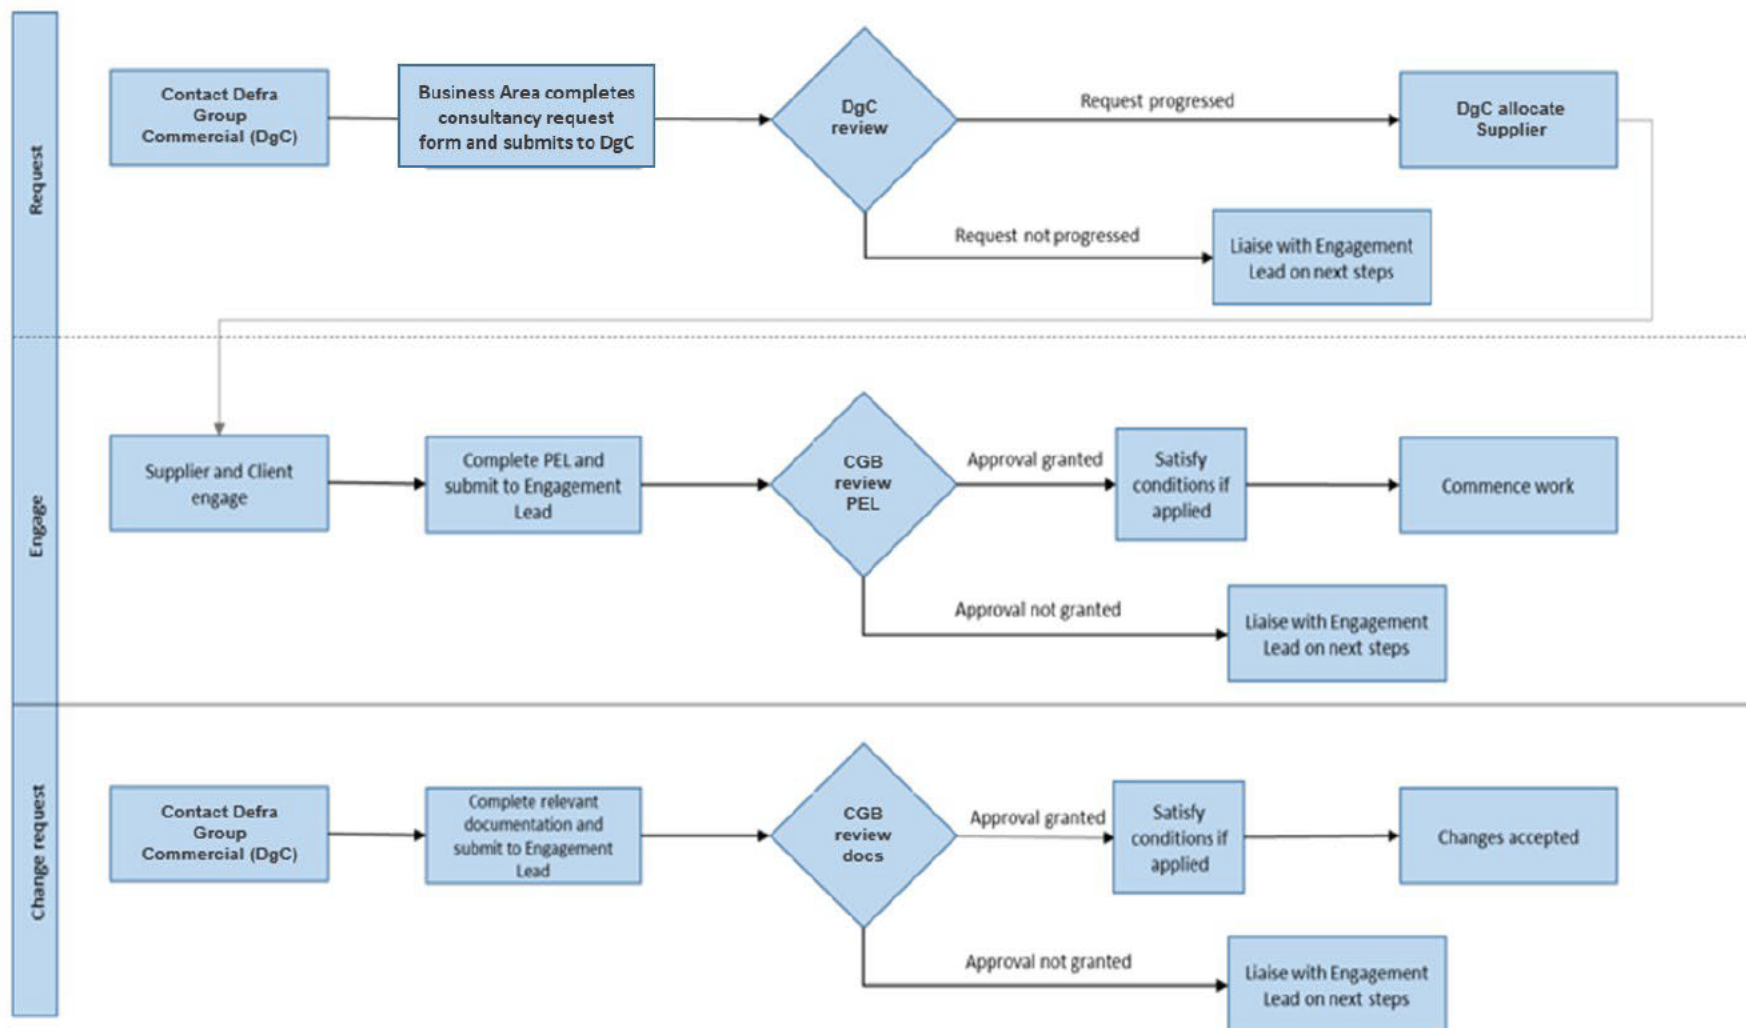 Request
Contact Defra
Group
Commercial (DgC)
Business Area completes
consultancy request
form and submits to DgC
DgC
review
Request progressed
DgC allocate
Supplier
Request not progressed
Liaise with Engagement
Lead on next steps
Engage
Supplier and Client
engage
Complete PEL and
submit to Engagement
Lead
CGB
review
PEL
Approval granted
Satisfy
conditions if
applied
Commence work
Approval not granted
Liaise with Engagement
Lead on next steps
Change request
Contact Defra
Group
Commercial (DgC)
Complete relevant
documentation and
submit to Engagement
Lead
CGB
review
docs
Approval granted
Satisfy
conditions if
applied
Changes accepted
Approval not granted
Liaise with Engagement
Lead on next steps